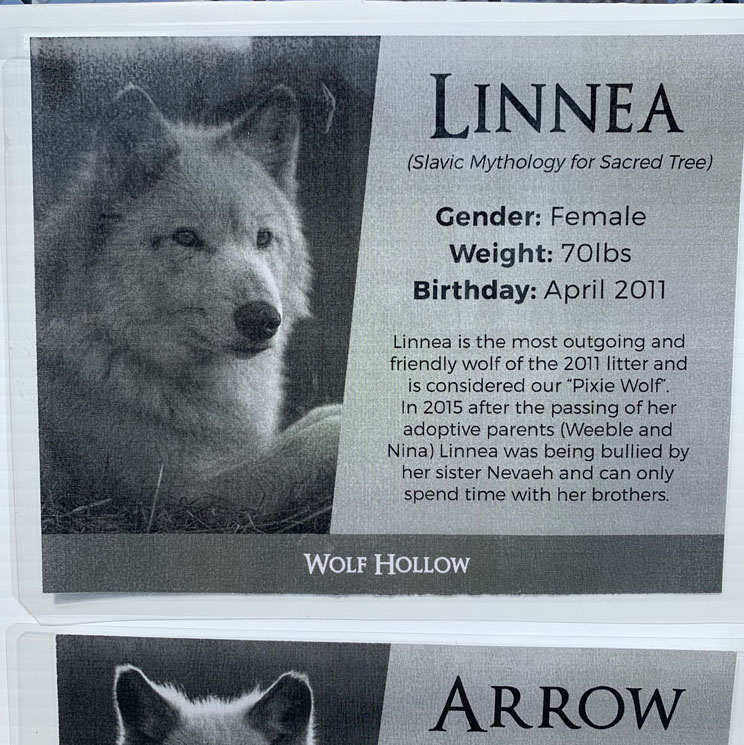 LINNEA
(Slavic Mythology for Sacred Tree)
Gender: Female
Weight: 70lbs
Birthday: April 2011
Linnea is the most outgoing and
friendly wolf of the 2011 litter and
is considered our “Pixie Wolf”.
In 2015 after the passing of her
adoptive parents (Weeble and
Nina) Linnea was being bullied by
her sister Nevaeh and can only
spend time with her brothers.
WOLF HOLLOW
ARROW